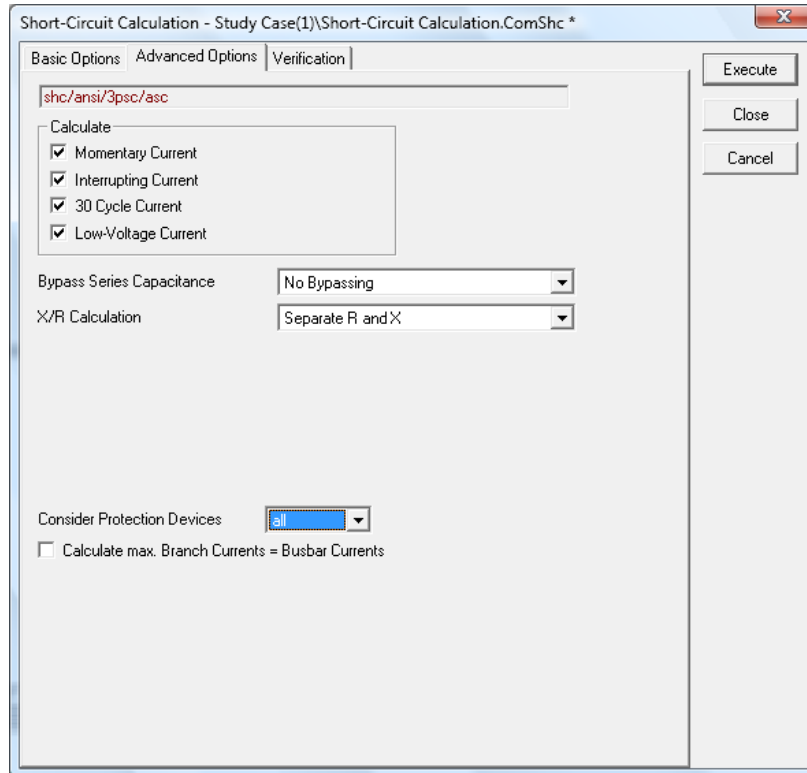 Short-Circuit Calculation - Study Case(1)\Short-Circuit Calculation.ComShc *
Basic Options
Advanced Options
Verification
Execute
Close
Cancel
shc/ansi/3psc/asc
Calculate
Momentary Current
Interrupting Current
30 Cycle Current
Low-Voltage Current
Bypass Series Capacitance
No Bypassing
X/R Calculation
Separate R and X
Consider Protection Devices
all
Calculate max. Branch Currents = Busbar Currents